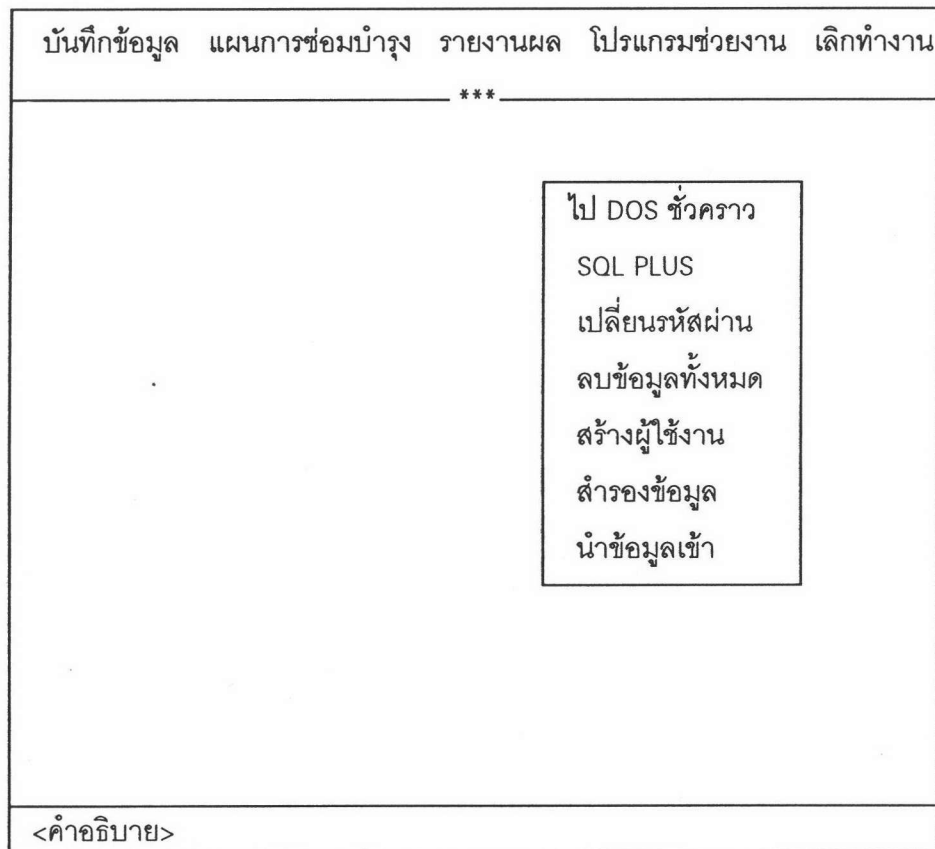 บันทึกข้อมูล แผนการซ่อมบำรุง รายงานผล โปรแกรมช่วยงาน เลิกทำงาน
***
ไป DOS ชั่วคราว
SQL PLUS
เปลี่ยนรหัสผ่าน
ลบข้อมูลทั้งหมด
สร้างผู้ใช้งาน
สำรองข้อมูล
นำข้อมูลเข้า
<คำอธิบาย>